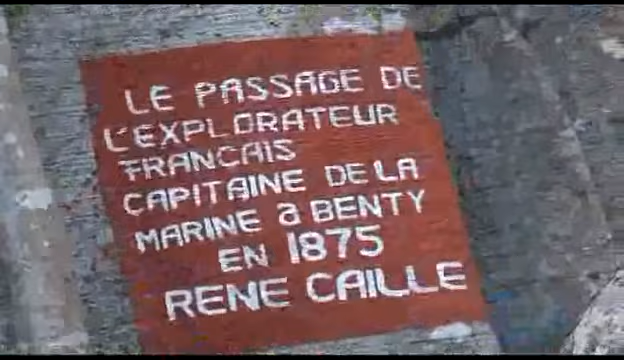 LE PASSAGE DE
L'EXPLORATEUR
FRANCAIS
CAPITAINE DE LA
MARINE a BENTY
EN 1875
RENE CAILLE